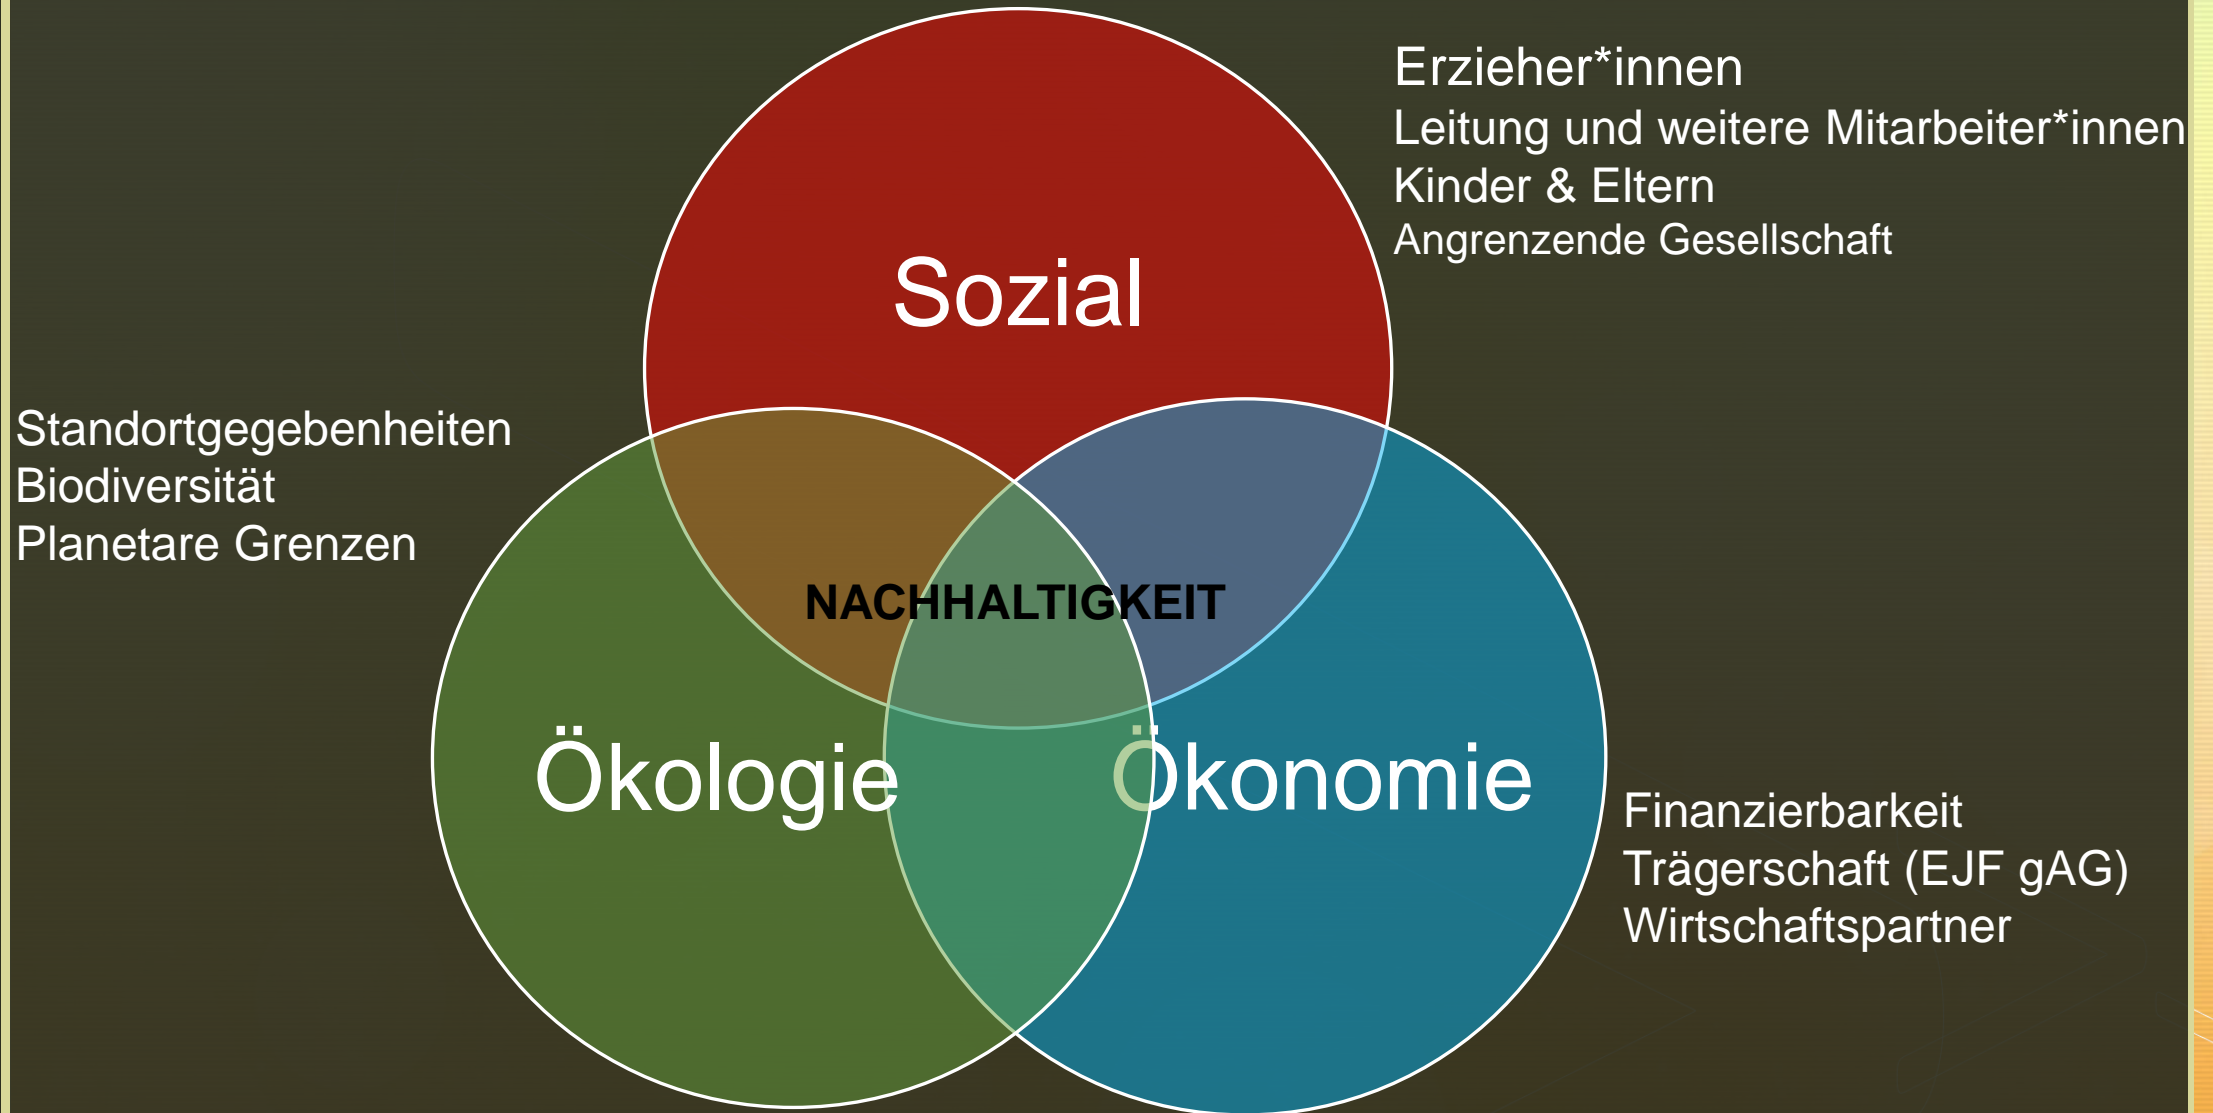 Erzieher*innen
Leitung und weitere Mitarbeiter*innen
Kinder & Eltern
Angrenzende Gesellschaft
Sozial
Standortgegebenheiten
Biodiversität
Planetare Grenzen
NACHHALTIGKEIT
Ökologie
Ökonomie
Finanzierbarkeit
Trägerschaft (EJF gAG)
Wirtschaftspartner